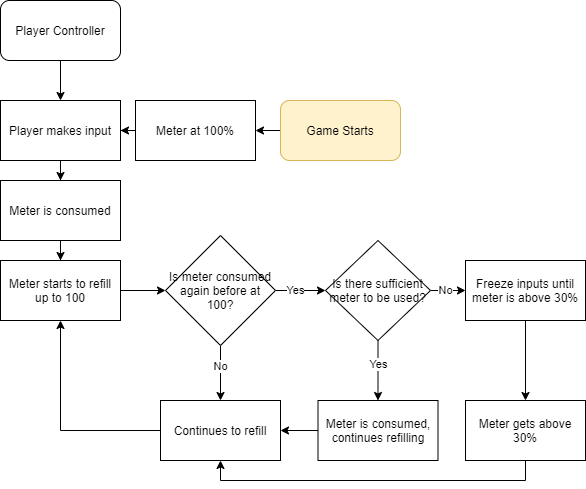 Player Controller
Player makes input
Meter at 100%
Game Starts
Meter is consumed
Meter starts to refill
up to 100
Is meter consumed
again before at
100?
Yes
Is there sufficient
meter to be used?
No
Freeze inputs until
meter is above 30%
No
Yes
Continues to refill
Meter is consumed,
continues refilling
Meter gets above
30%